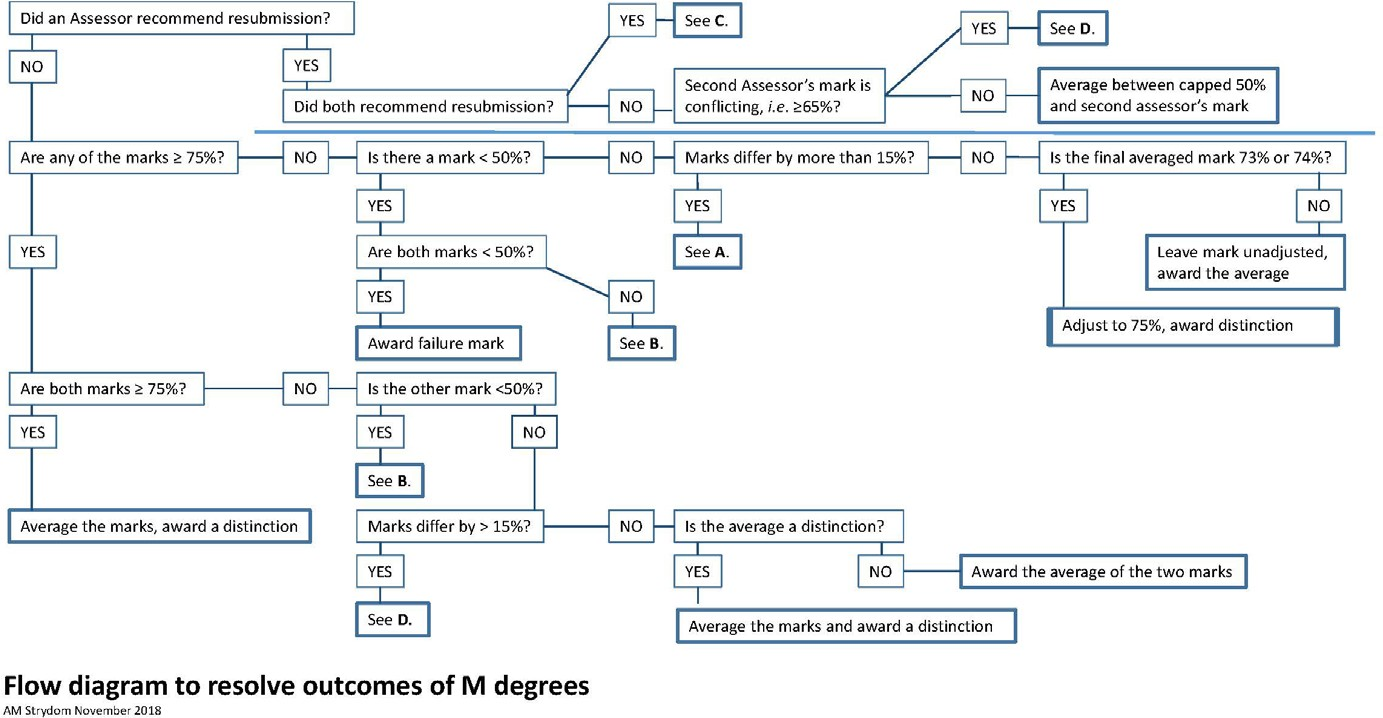 Did an Assessor recommend resubmission?
YES
See C.
YES
See D.
NO
YES
Did both recommend resubmission?
NO
Second Assessor's mark is
conflicting, i.e. ≥65%?
NO
Average between capped 50%
and second assessor's mark
Are any of the marks ≥ 75%?
NO
Is there a mark < 50%?
NO
Marks differ by more than 15%?
NO
Is the final averaged mark 73% or 74%?
YES
YES
YES
NO
YES
Are both marks < 50%?
See A.
Leave mark unadjusted,
award the average
YES
NO
Award failure mark
See B.
Adjust to 75%, award distinction
Are both marks ≥ 75%?
NO
Is the other mark <50%?
YES
YES
NO
See B.
Average the marks, award a distinction
Marks differ by > 15%?
NO
Is the average a distinction?
YES
YES
NO
Award the average of the two marks
See D.
Average the marks and award a distinction
Flow diagram to resolve outcomes of M degrees
AM Strydom November 2018